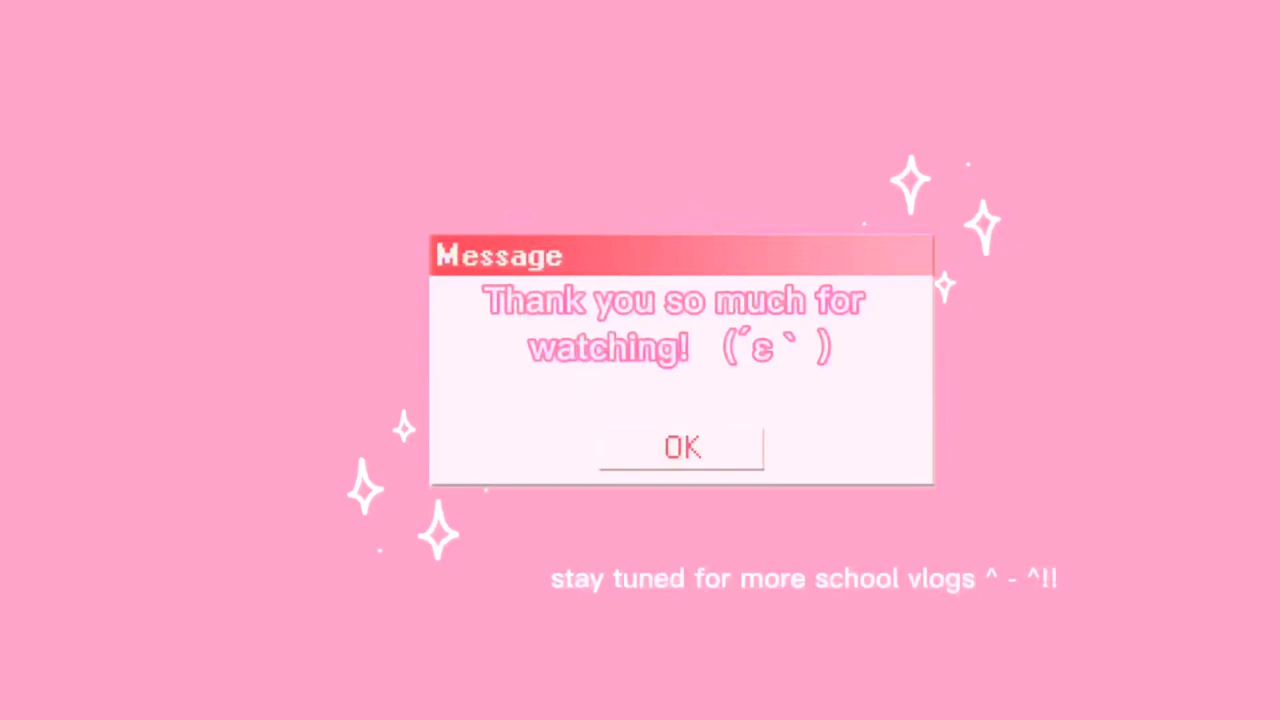 Message
Thank you so much for
watching! (´ε｀ )
OK
stay tuned for more school vlogs ^ - ^!!